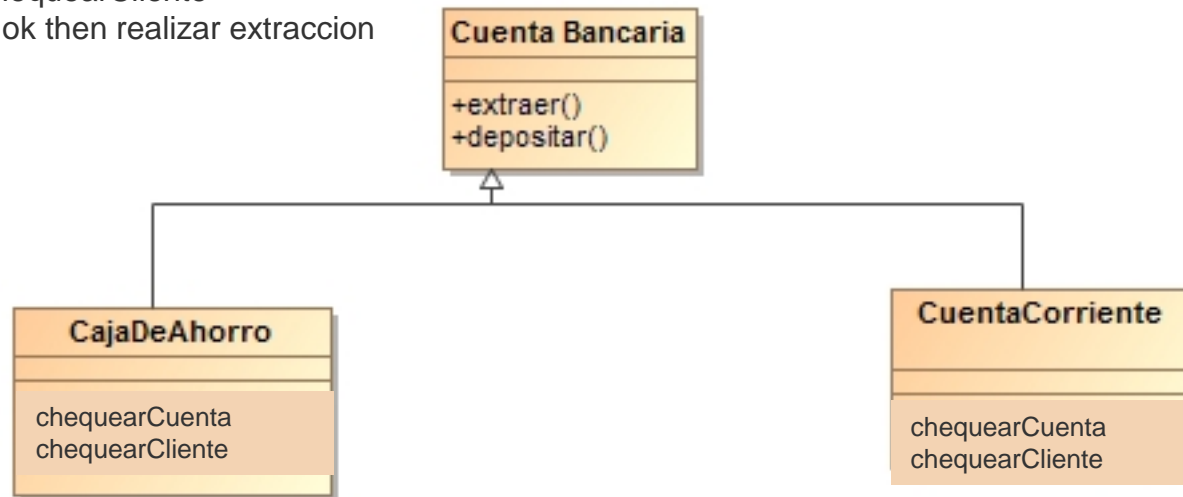 ok then realizar extraccion
Cuenta Bancaria
+extraer()
+depositar()
CajaDeAhorro
chequearCuenta
chequearCliente
CuentaCorriente
chequearCuenta
chequearCliente